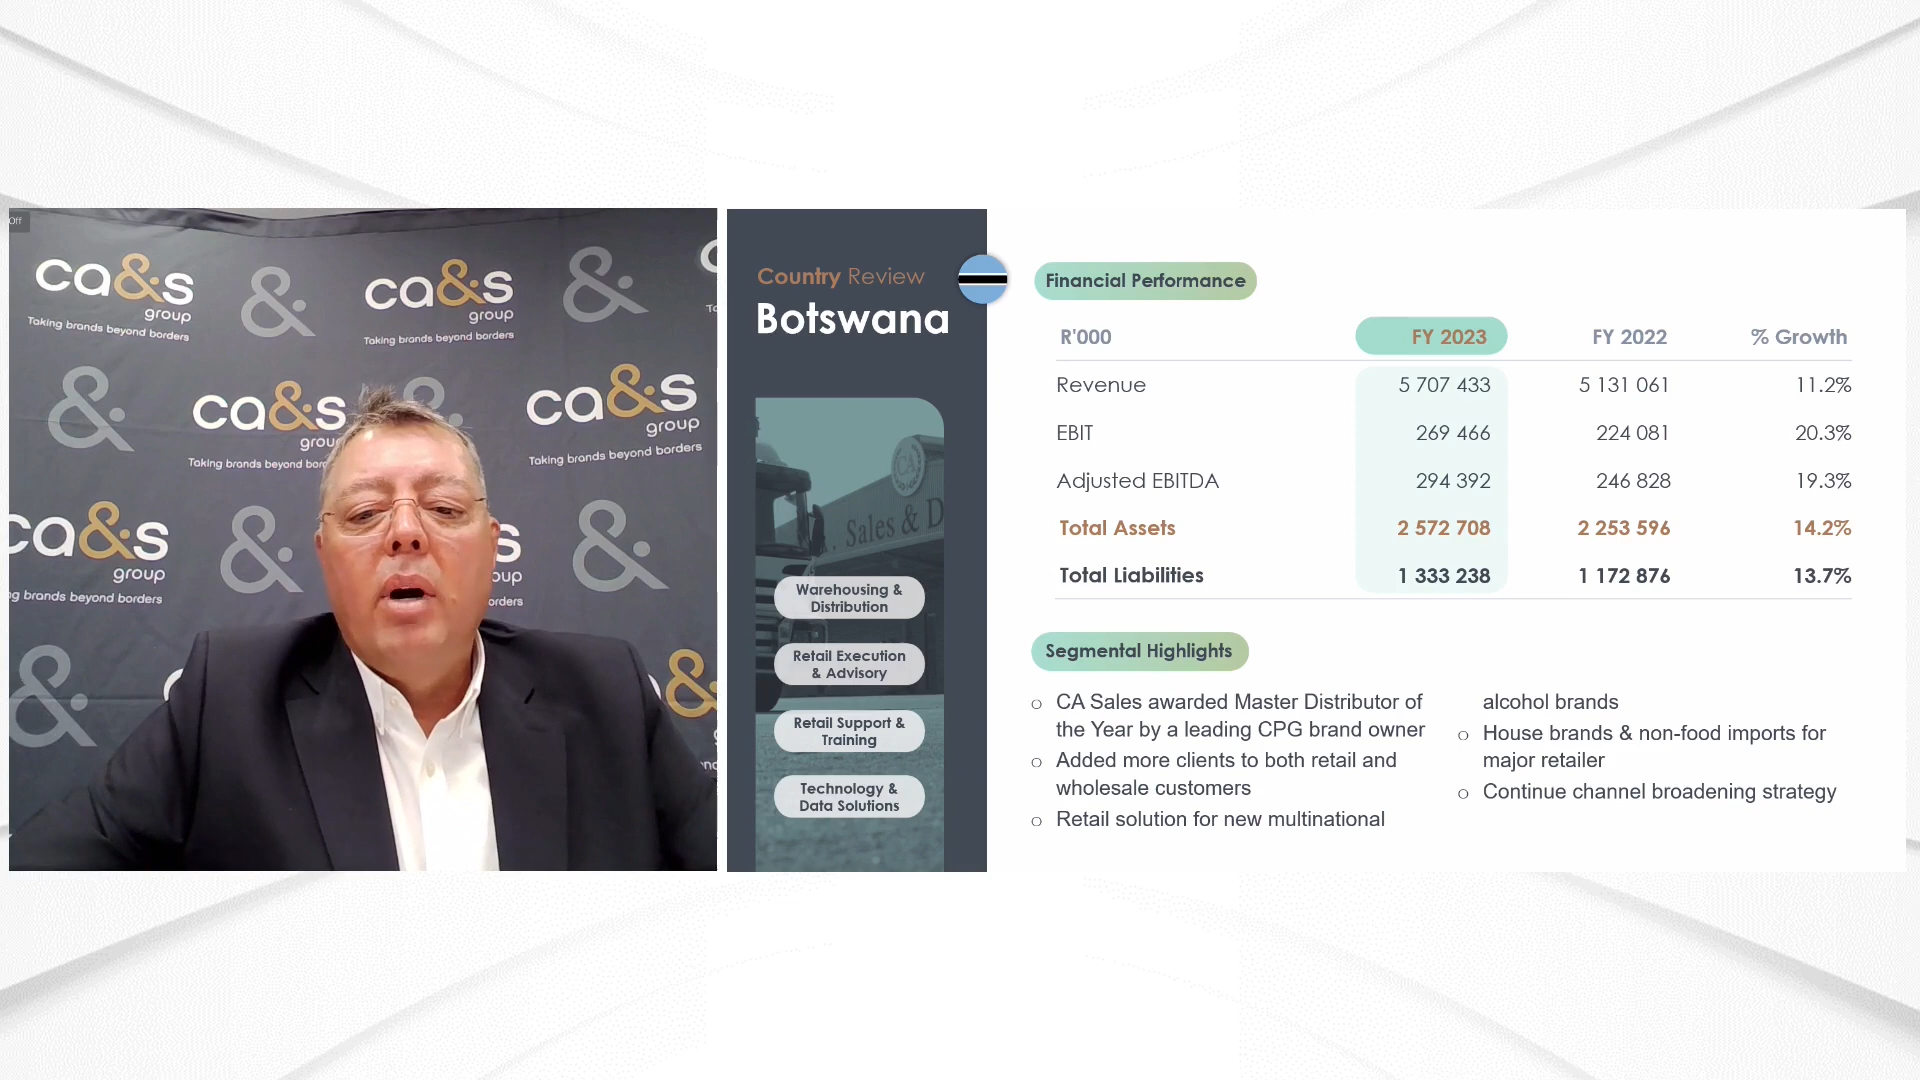 Off
ca&s
group
Taking brands beyond borders
ca&s
group
Taking brands beyond borders
&
&
&
ca&s
Taking brands beyond
ca&s
group
Taking brands beyond borders
ca&s
group
brands beyond borders
&
&
&
Country Review
Botswana
Sales & D
Warehousing &
Distribution
Retail Execution
& Advisory
Retail Support &
Training
Technology &
Data Solutions
Financial Performance
R'000 FY 2023 FY 2022 % Growth
Revenue 5 707 433 5 131 061 11.2%
EBIT 269 466 224 081 20.3%
Adjusted EBITDA 294 392 246 828 19.3%
Total Assets 2 572 708 2 253 596 14.2%
Total Liabilities 1 333 238 1 172 876 13.7%
Segmental Highlights
CA Sales awarded Master Distributor of
the Year by a leading CPG brand owner
Added more clients to both retail and
wholesale customers
Retail solution for new multinational
alcohol brands
House brands & non-food imports for
major retailer
Continue channel broadening strategy